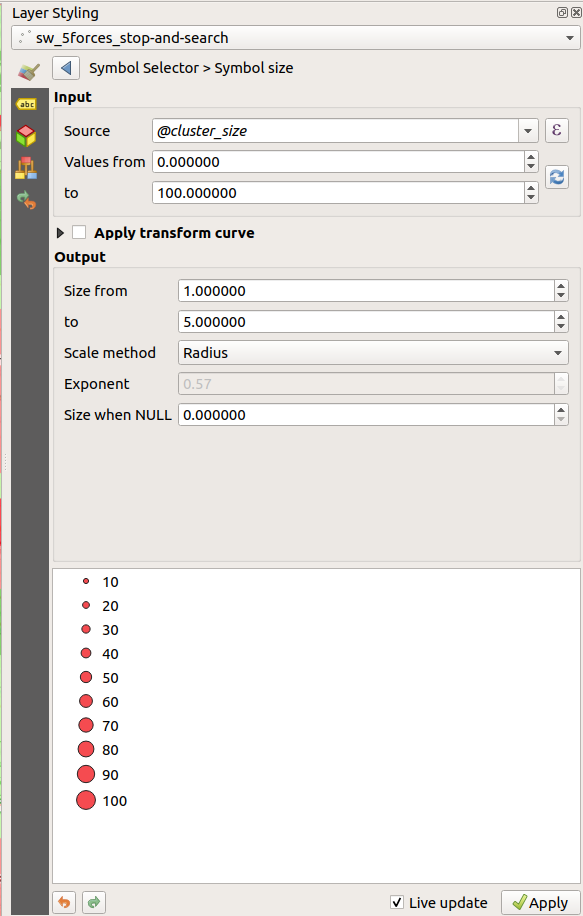 Layer Styling
sw_5forces_stop-and-search
Symbol Selector > Symbol size
abc
Input
Source @cluster_size ε
Values from 0.000000
to 100.000000
Apply transform curve
Output
Size from 1.000000
to 5.000000
Scale method Radius
Exponent 0.57
Size when NULL 0.000000
10
20
30
40
50
60
70
80
90
100
Live update Apply